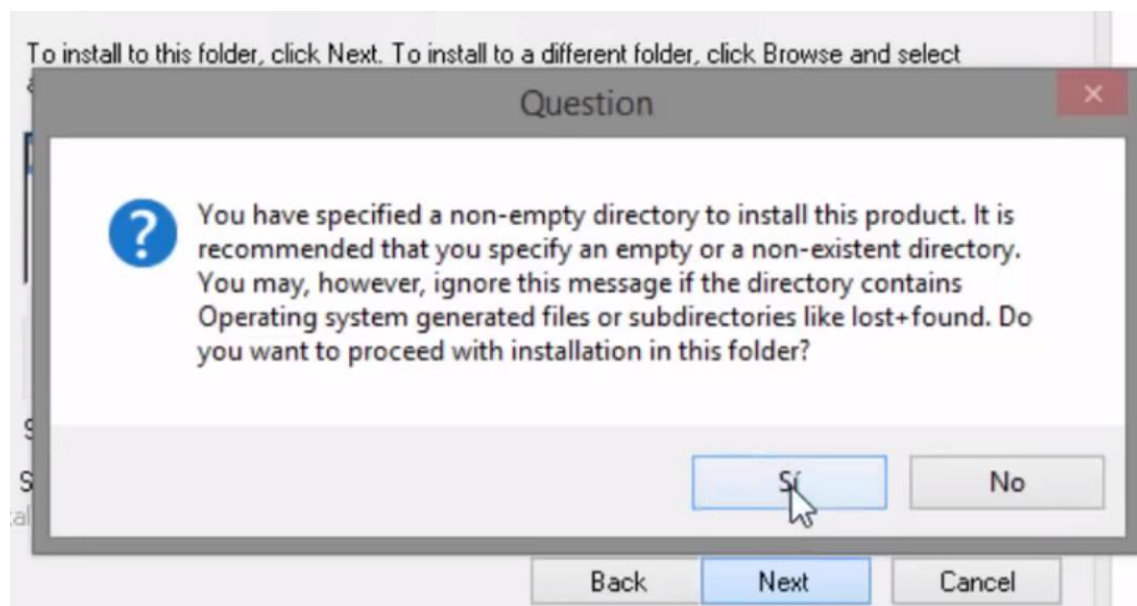 To install to this folder, click Next. To install to a different folder, click Browse and select
Question
You have specified a non-empty directory to install this product. It is
recommended that you specify an empty or a non-existent directory.
You may, however, ignore this message if the directory contains
Operating system generated files or subdirectories like lost+found. Do
you want to proceed with installation in this folder?
Sí No
Back Next Cancel